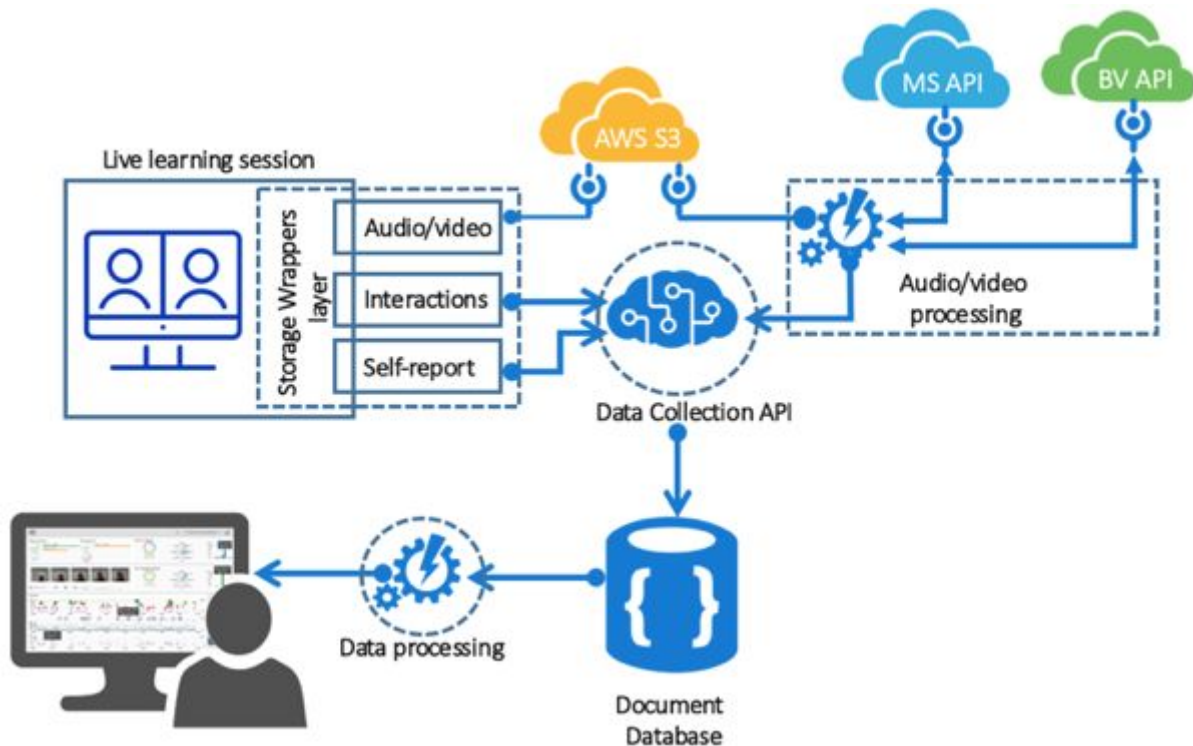 MS API
BV API
AWS S3
Live learning session
Storage Wrappers
layer
Audio/video
Interactions
Self-report
Audio/video
processing
Data Collection API
Data processing
{ }
Document
Database